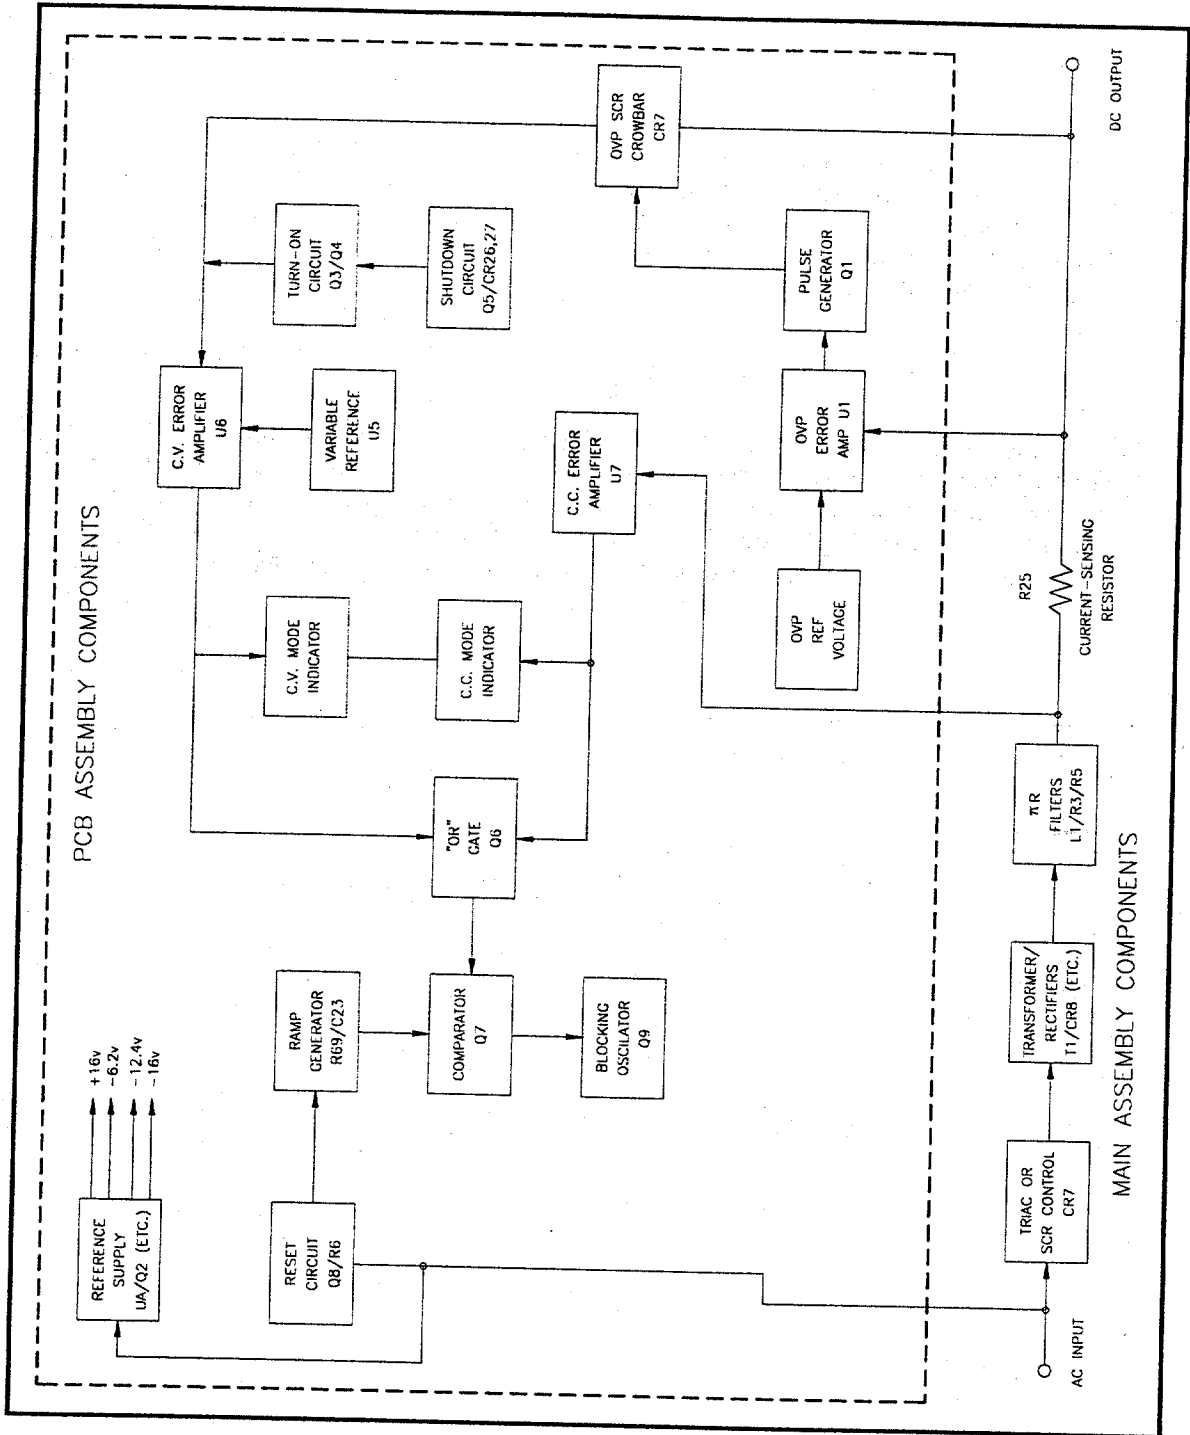 PCB ASSEMBLY COMPONENTS
REFERENCE
SUPPLY
UA/Q2 (ETC.)
+16v
-6.2v
-12.4v
-16v
RESET
CIRCUIT
Q8/R6
RAMP
GENERATOR
R69/C23
COMPARATOR
Q7
BLOCKING
OSCILATOR
Q9
"OR"
GATE
Q6
C.V. MODE
INDICATOR
C.C. MODE
INDICATOR
C.V. ERROR
AMPLIFIER
U6
VARIABLE
REFERENCE
U5
C.C. ERROR
AMPLIFIER
U7
TURN-ON
CIRCUIT
Q3/Q4
SHUTDOWN
CIRCUIT
Q5/CR26,27
OVP SCR
CROWBAR
CR7
OVP
REF
VOLTAGE
OVP
ERROR
AMP U1
PULSE
GENERATOR
Q1
AC INPUT
TRIAC OR
SCR CONTROL
CR7
TRANSFORMER/
RECTIFIERS
T1/CR8 (ETC.)
πR
FILTERS
L1/R3/R5
R25
CURRENT-SENSING
RESISTOR
DC OUTPUT
MAIN ASSEMBLY COMPONENTS